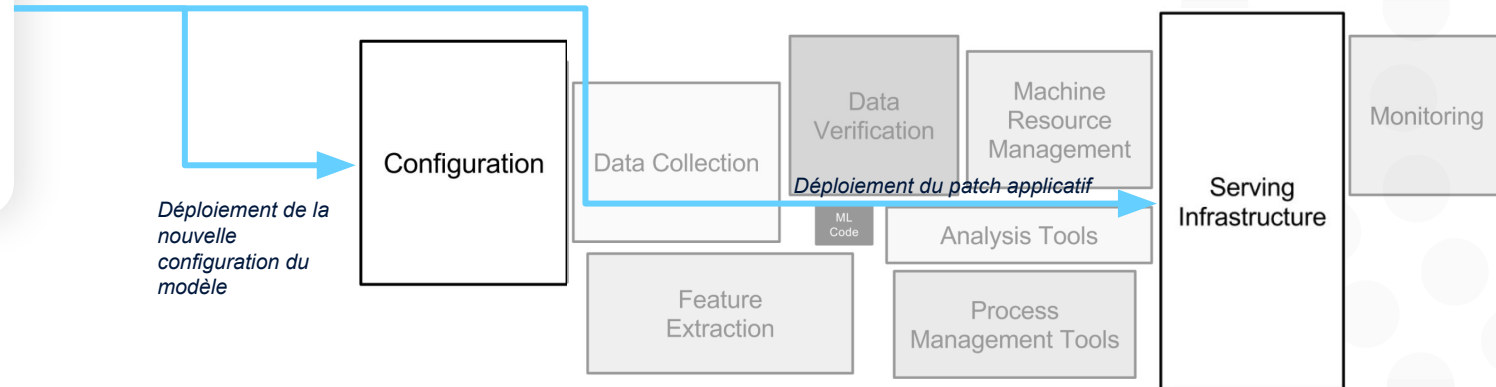 Configuration
Déploiement de la
nouvelle
configuration du
modèle
Data Collection
Data
Verification
Machine
Resource
Management
Déploiement du patch applicatif
ML
Code
Analysis Tools
Feature
Extraction
Process
Management Tools
Serving
Infrastructure
Monitoring